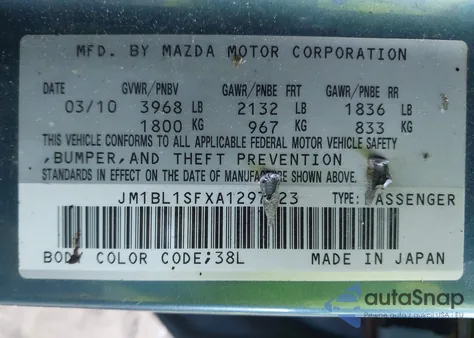 MFD. BY MAZDA MOTOR CORPORATION
DATE GVWR/PNBV GAWR/PNBE FRT GAWR/PNBE RR
03/10 3968 LB 2132 LB 1836 LB
1800 KG 967 KG 833 KG
THIS VEHICLE CONFORMS TO ALL APPLICABLE FEDERAL MOTOR VEHICLE SAFETY
,BUMPER,AND THEFT PREVENTION
STANDARDS IN EFFECT ON THE DATE OF MANUFACTURE SHOWN ABOVE.
TYPE: PASSENGER
BODY COLOR CODE;38L MADE IN JAPAN
autoSnap